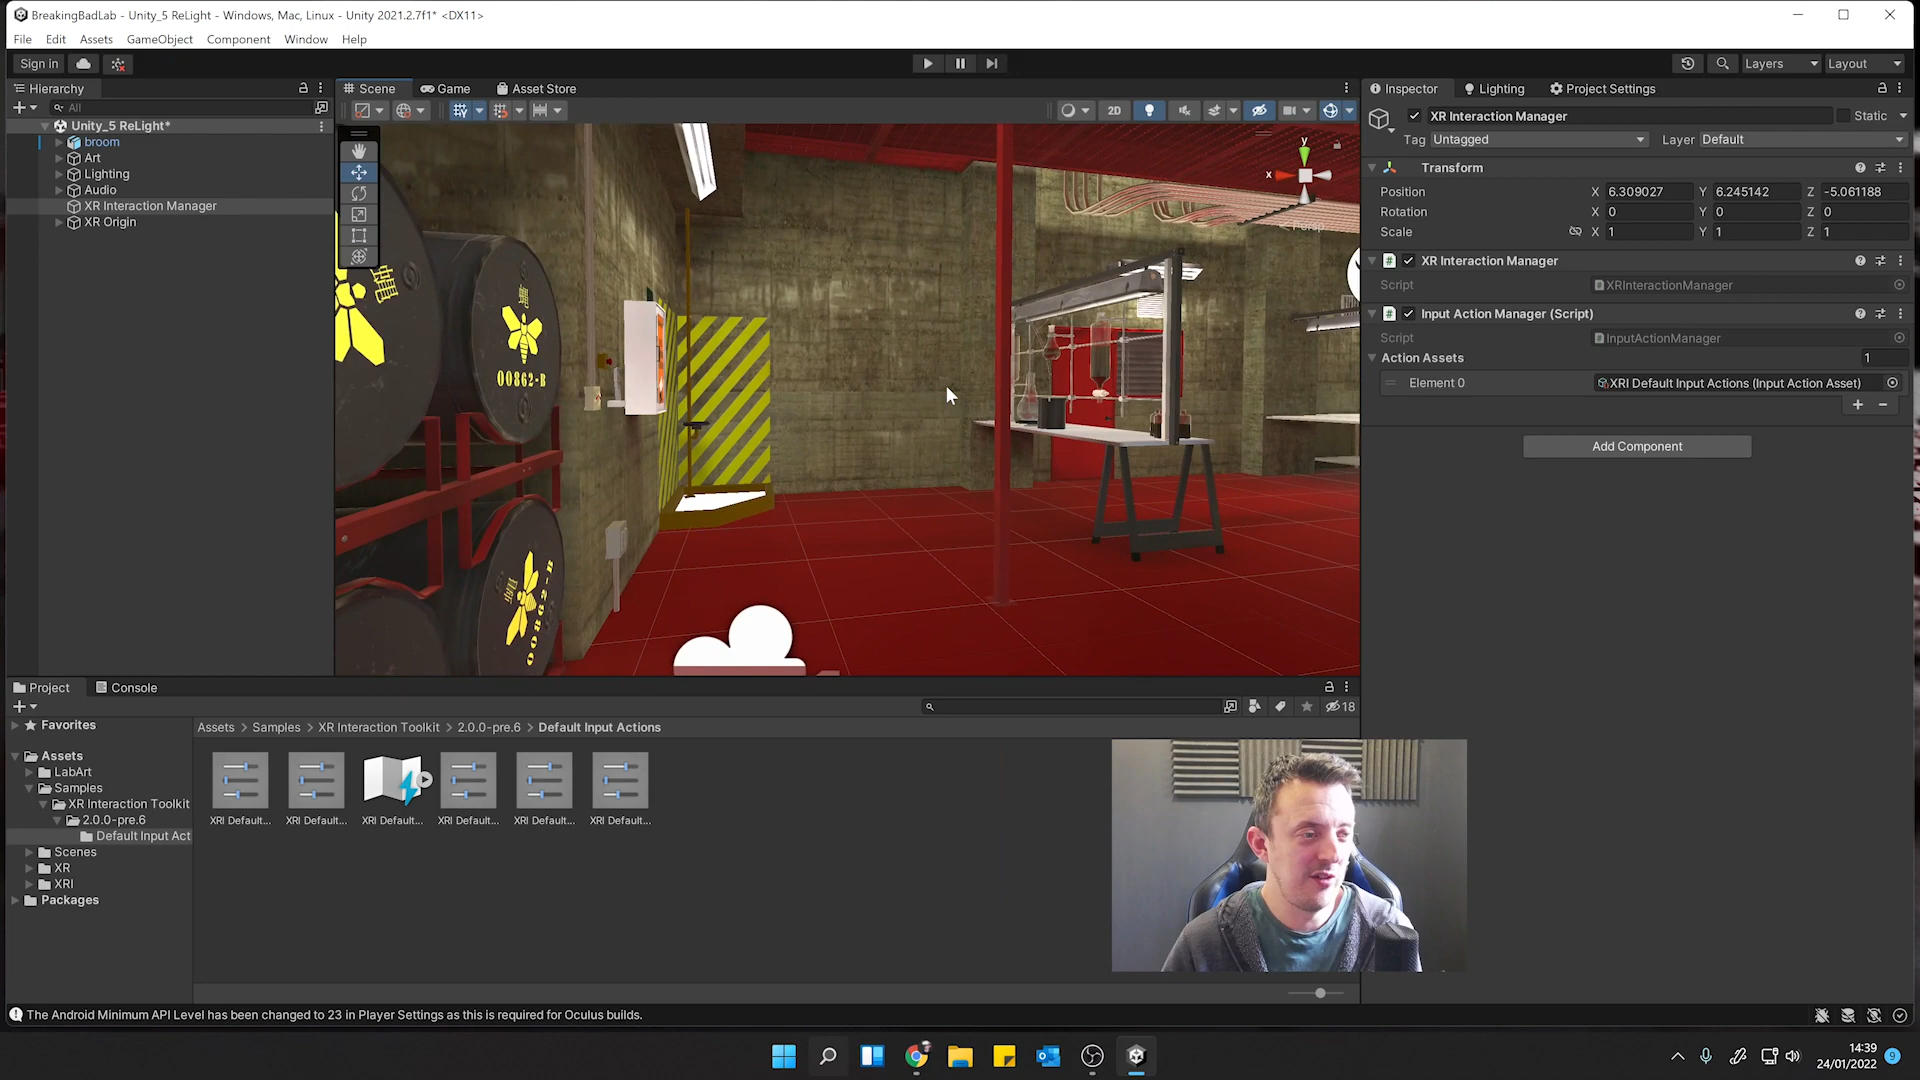 BreakingBadLab - Unity_5 ReLight - Windows, Mac, Linux - Unity 2021.2.7f1* <DX11>
File Edit Assets GameObject Component Window Help
Sign in
Layers Layout
Hierarchy
All
Unity_5 ReLight*
broom
Art
Lighting
Audio
XR Interaction Manager
XR Origin
Scene Game Asset Store
2D
y
x
Persp
00862-B
00862-B
Inspector Lighting Project Settings
XR Interaction Manager Static
Tag Untagged Layer Default
Transform
Position X 6.309027 Y 6.245142 Z -5.061188
Rotation X 0 Y 0 Z 0
Scale X 1 Y 1 Z 1
XR Interaction Manager
Script XRInteractionManager
Input Action Manager (Script)
Script InputActionManager
Action Assets 1
Element 0 XRI Default Input Actions (Input Action Asset)
Add Component
Project Console
18
Favorites
Assets
LabArt
Samples
XR Interaction Toolkit
2.0.0-pre.6
Default Input Act
Scenes
XR
XRI
Packages
Assets > Samples > XR Interaction Toolkit > 2.0.0-pre.6 > Default Input Actions
XRI Default... XRI Default... XRI Default... XRI Default... XRI Default... XRI Default...
The Android Minimum API Level has been changed to 23 in Player Settings as this is required for Oculus builds.
14:39
24/01/2022
9